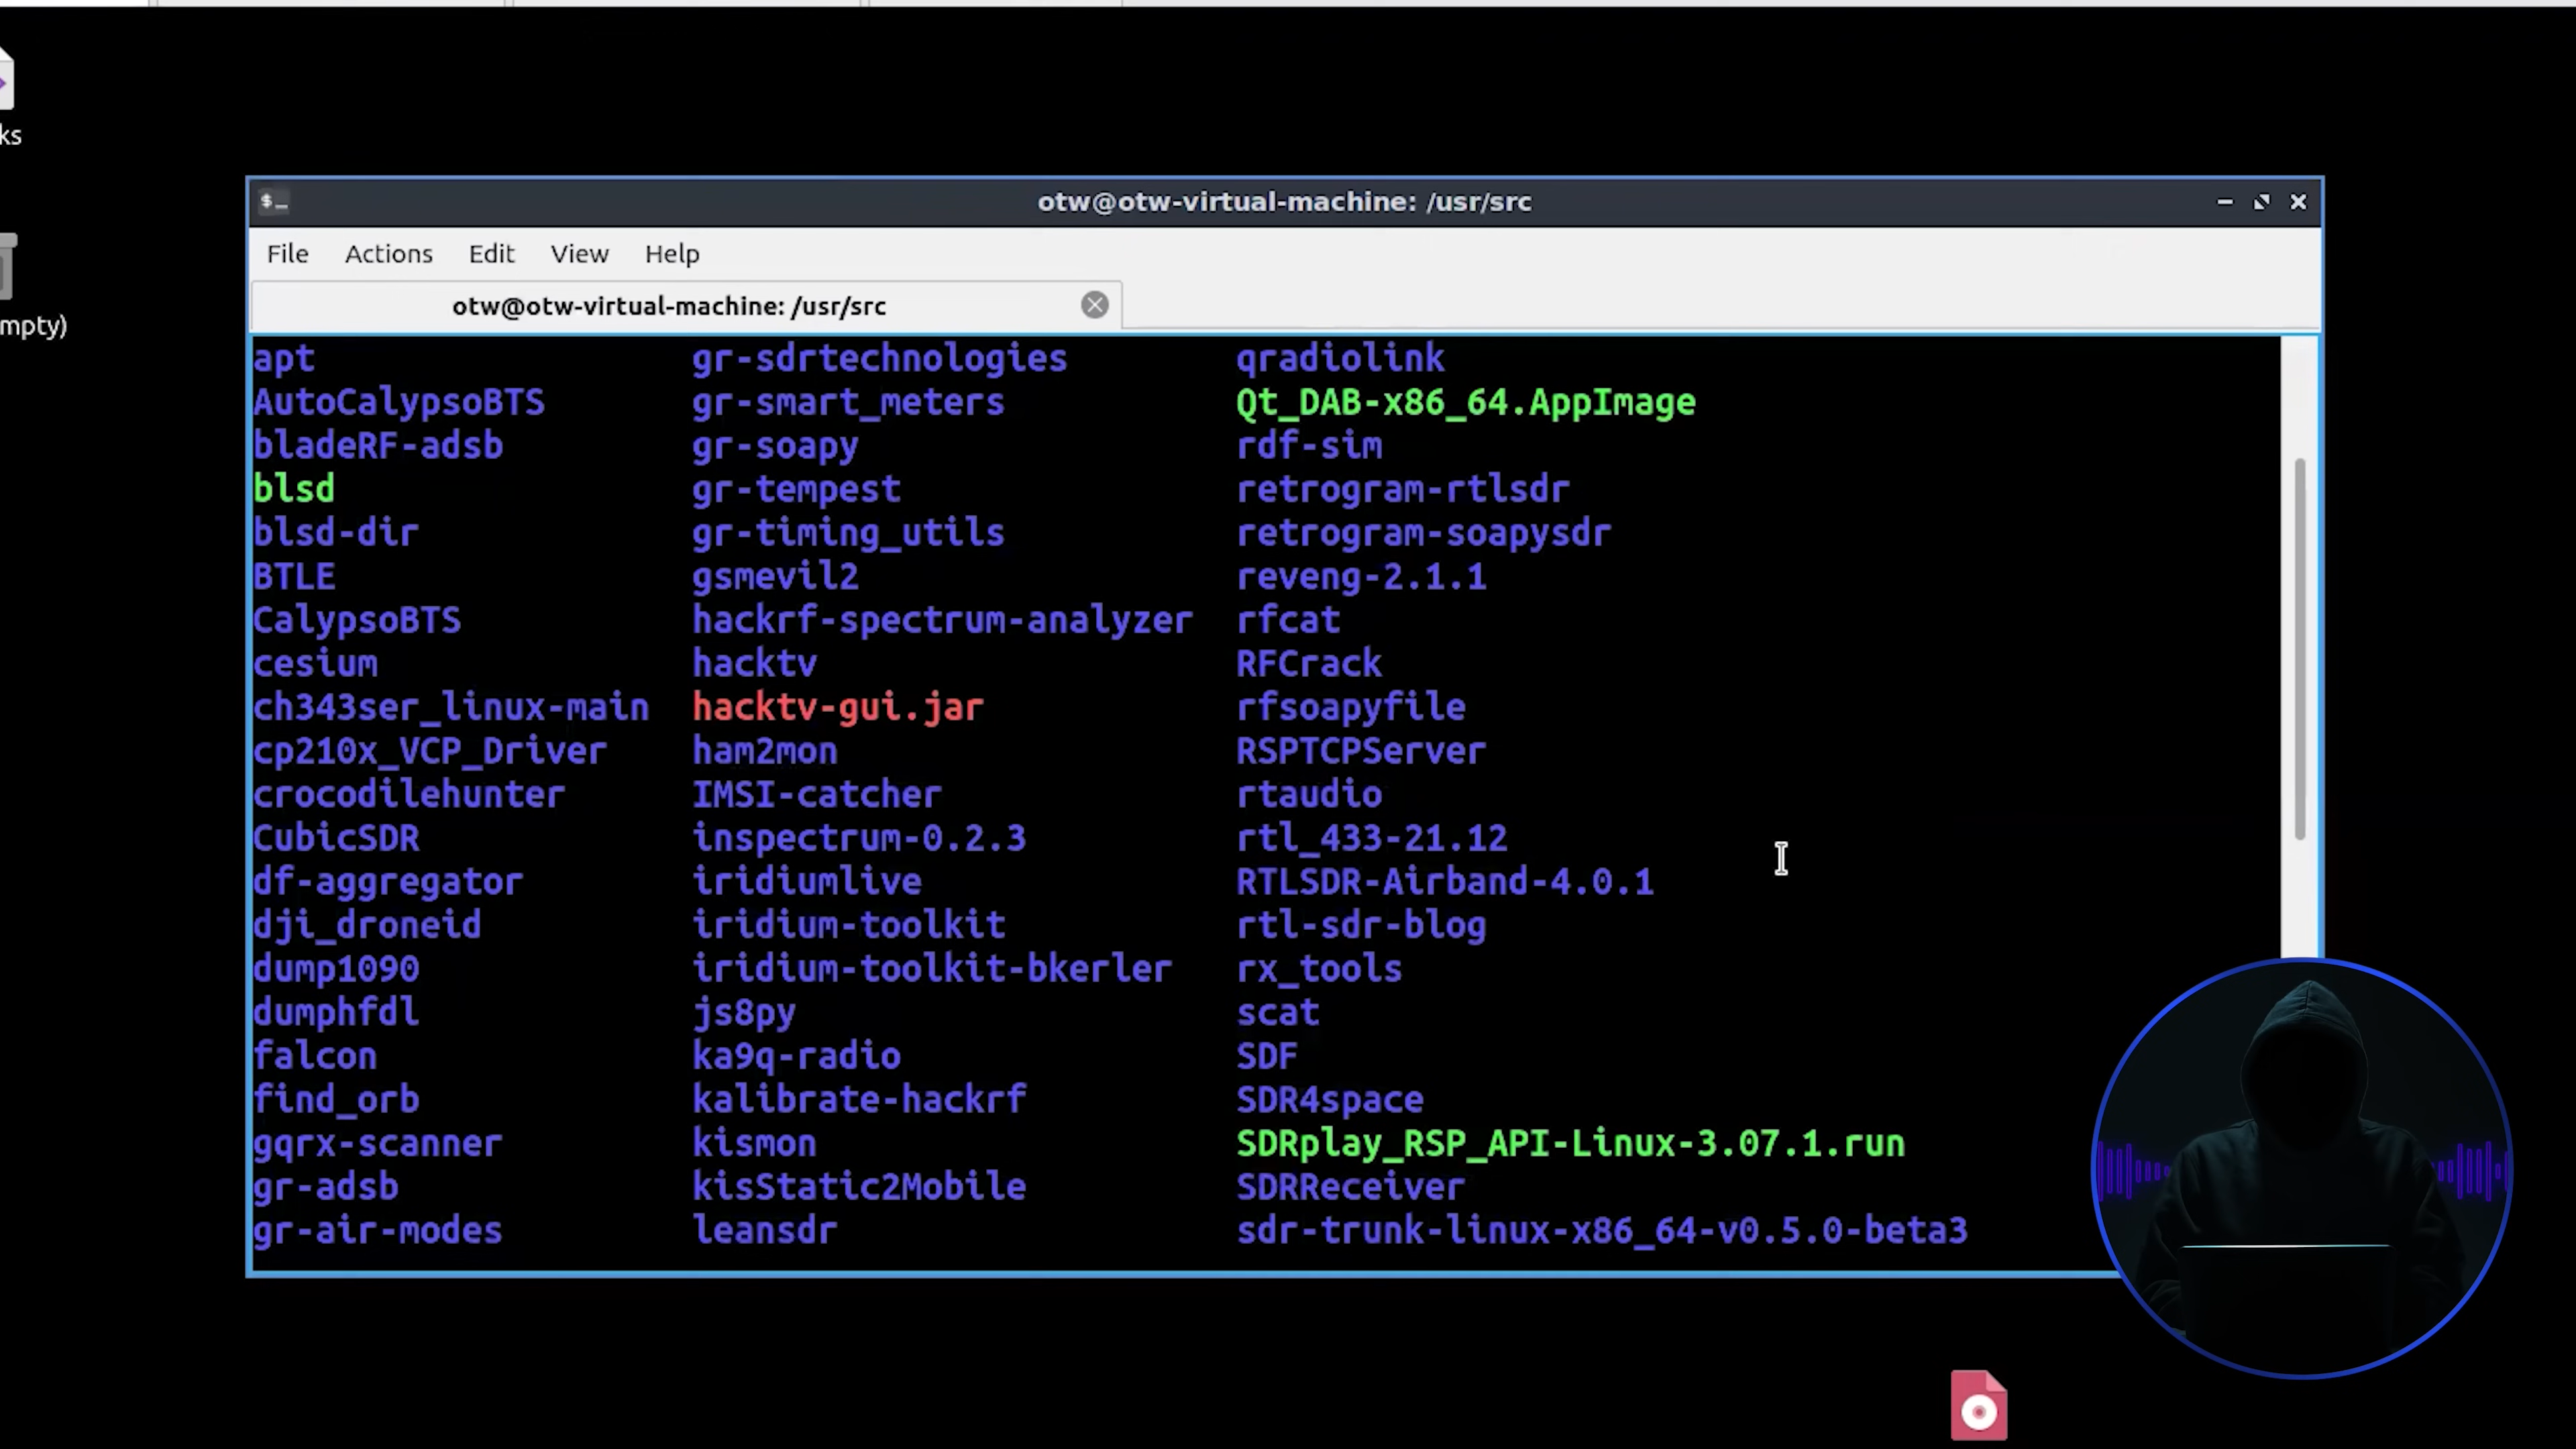 ks
mpty)
otw@otw-virtual-machine: /usr/src
File Actions Edit View Help
otw@otw-virtual-machine: /usr/src
apt gr-sdrtechnologies qradiolink
AutoCalypsoBTS gr-smart_meters Qt_DAB-x86_64.AppImage
bladeRF-adsb gr-soapy rdf-sim
blsd gr-tempest retrogram-rtlsdr
blsd-dir gr-timing_utils retrogram-soapysdr
BTLE gsmevil2 reveng-2.1.1
CalypsoBTS hackrf-spectrum-analyzer rfcat
cesium hacktv RFCrack
ch343ser_linux-main hacktv-gui.jar rfsoapyfile
cp210x_VCP_Driver ham2mon RSPTCPServer
crocodilehunter IMSI-catcher rtaudio
CubicSDR inspectrum-0.2.3 rtl_433-21.12
df-aggregator iridiumlive RTLSDR-Airband-4.0.1
dji_droneid iridium-toolkit rtl-sdr-blog
dump1090 iridium-toolkit-bkerler rx_tools
dumphfdl js8py scat
falcon ka9q-radio SDF
find_orb kalibrate-hackrf SDR4space
gqrx-scanner kismon SDRplay_RSP_API-Linux-3.07.1.run
gr-adsb kisStatic2Mobile SDRReceiver
gr-air-modes leansdr sdr-trunk-linux-x86_64-v0.5.0-beta3